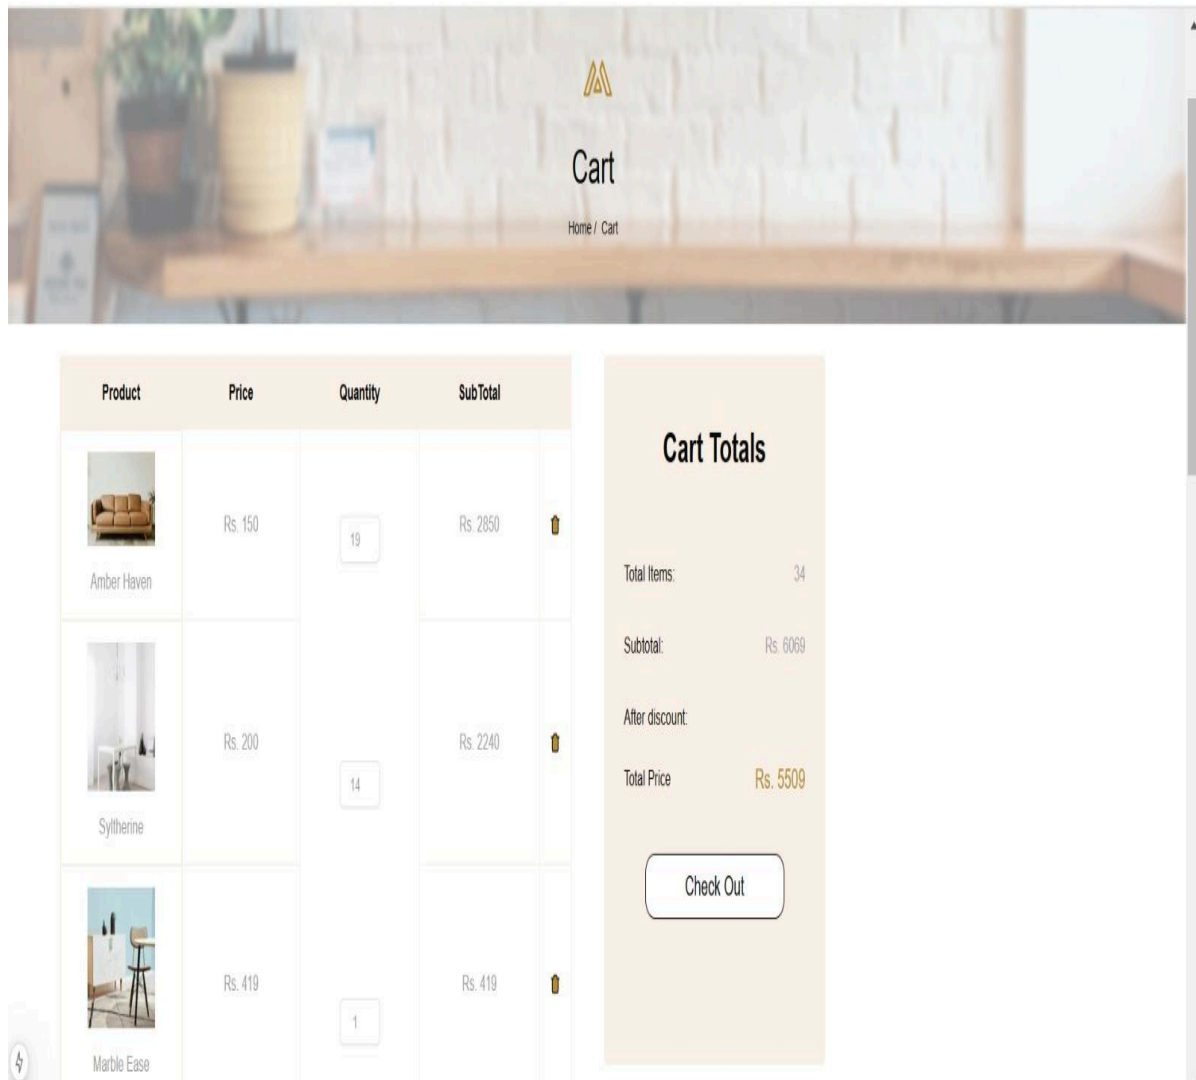 Cart
Home / Cart
Product Price Quantity SubTotal
Rs. 150 19 Rs. 2850
Amber Haven
Rs. 200 14 Rs. 2240
Syltherine
Rs. 419 1 Rs. 419
Marble Ease
Cart Totals
Total Items: 34
Subtotal: Rs. 6069
After discount:
Total Price Rs. 5509
Check Out